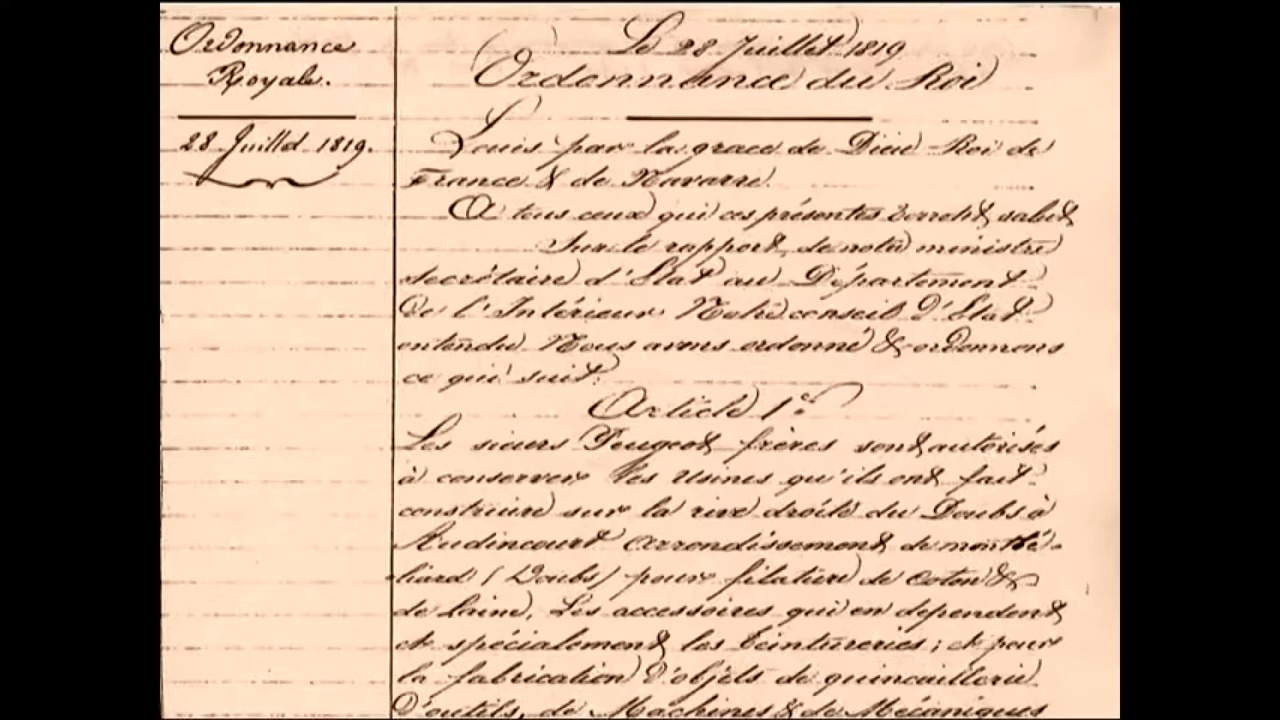 Ordonnance
Royale.
28 Juillet 1819.
Le 28 Juillet 1819
Ordonnance du Roi
Louis par la grace de Dieu Roi de
France & de Navarre.
A tous ceux qui ces présentes verront, salut
Sur le rapport de notre ministre
secrétaire d'Etat au Département
de l'Intérieur Notre conseil d'Etat
entendu Nous avons ordonné & ordonnons
ce qui suit:
Article 1er
Les sieurs Peugeot frères sont autorisés
à conserver les usines qu'ils ont fait
construire sur la rive droite du Doubs à
Audincourt arrondissement de montbé-
liard (Doubs) pour filature de coton &
de laine, Les accessoires qui en dependent
et spécialement les teintureries; et pour
la fabrication d'objets de quincaillerie
D'outils, de Machines & de Mécaniques